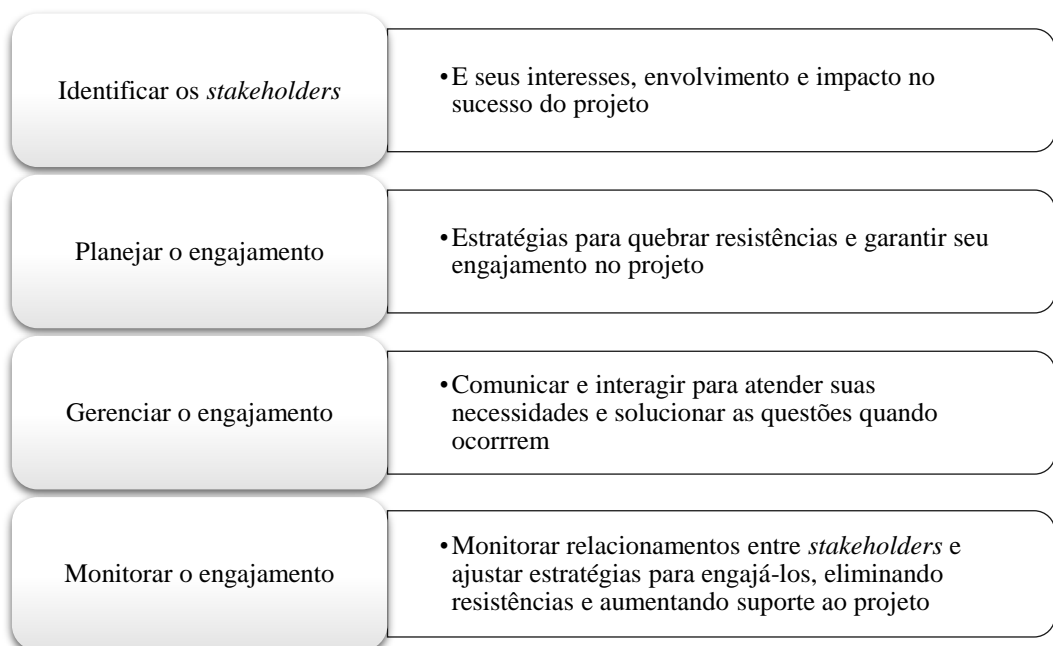 Identificar os stakeholders
•E seus interesses, envolvimento e impacto no
sucesso do projeto
Planejar o engajamento
•Estratégias para quebrar resistências e garantir seu
engajamento no projeto
Gerenciar o engajamento
•Comunicar e interagir para atender suas
necessidades e solucionar as questões quando
ocorrrem
Monitorar o engajamento
•Monitorar relacionamentos entre stakeholders e
ajustar estratégias para engajá-los, eliminando
resistências e aumentando suporte ao projeto